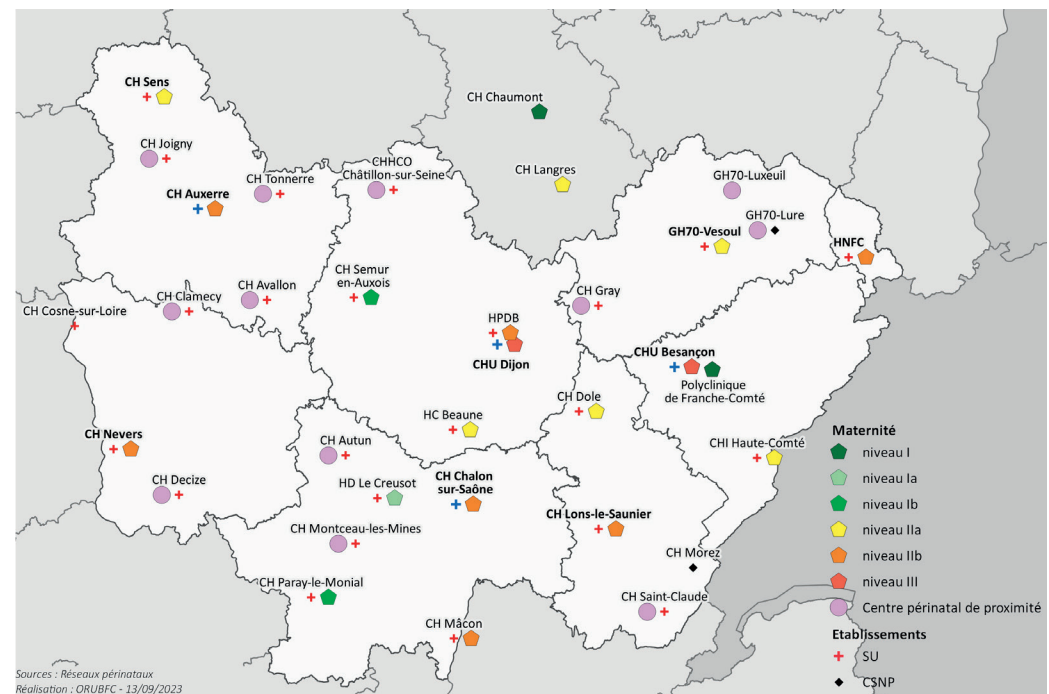 CH Sens
CH Chaumont
CH Joigny
CHHCO
Châtillon-sur-Seine
CH Tonnerre
CH Langres
GH70-Luxeuil
CH Auxerre
GH70-Lure
GH70-Vesoul
HNFC
CH Semur
en-Auxois
CH Avallon
CH Clamecy
CH Gray
CH Cosne-sur-Loire
HPDB
CHU Dijon
CHU Besançon
Polyclinique
de Franche-Comté
CH Dole
HC Beaune
CH Nevers
CH Autun
CHI Haute-Comté
CH Decize
HD Le Creusot
CH Chalon
sur-Saône
CH Lons-le-Saunier
CH Montceau-les-Mines
CH Morez
CH Paray-le-Monial
CH Saint-Claude
CH Mâcon
Maternité
niveau I
niveau Ia
niveau Ib
niveau IIa
niveau IIb
niveau III
Centre périnatal de proximité
Etablissements
SU
CSNP
Sources : Réseaux périnataux
Réalisation : ORUBFC - 13/09/2023